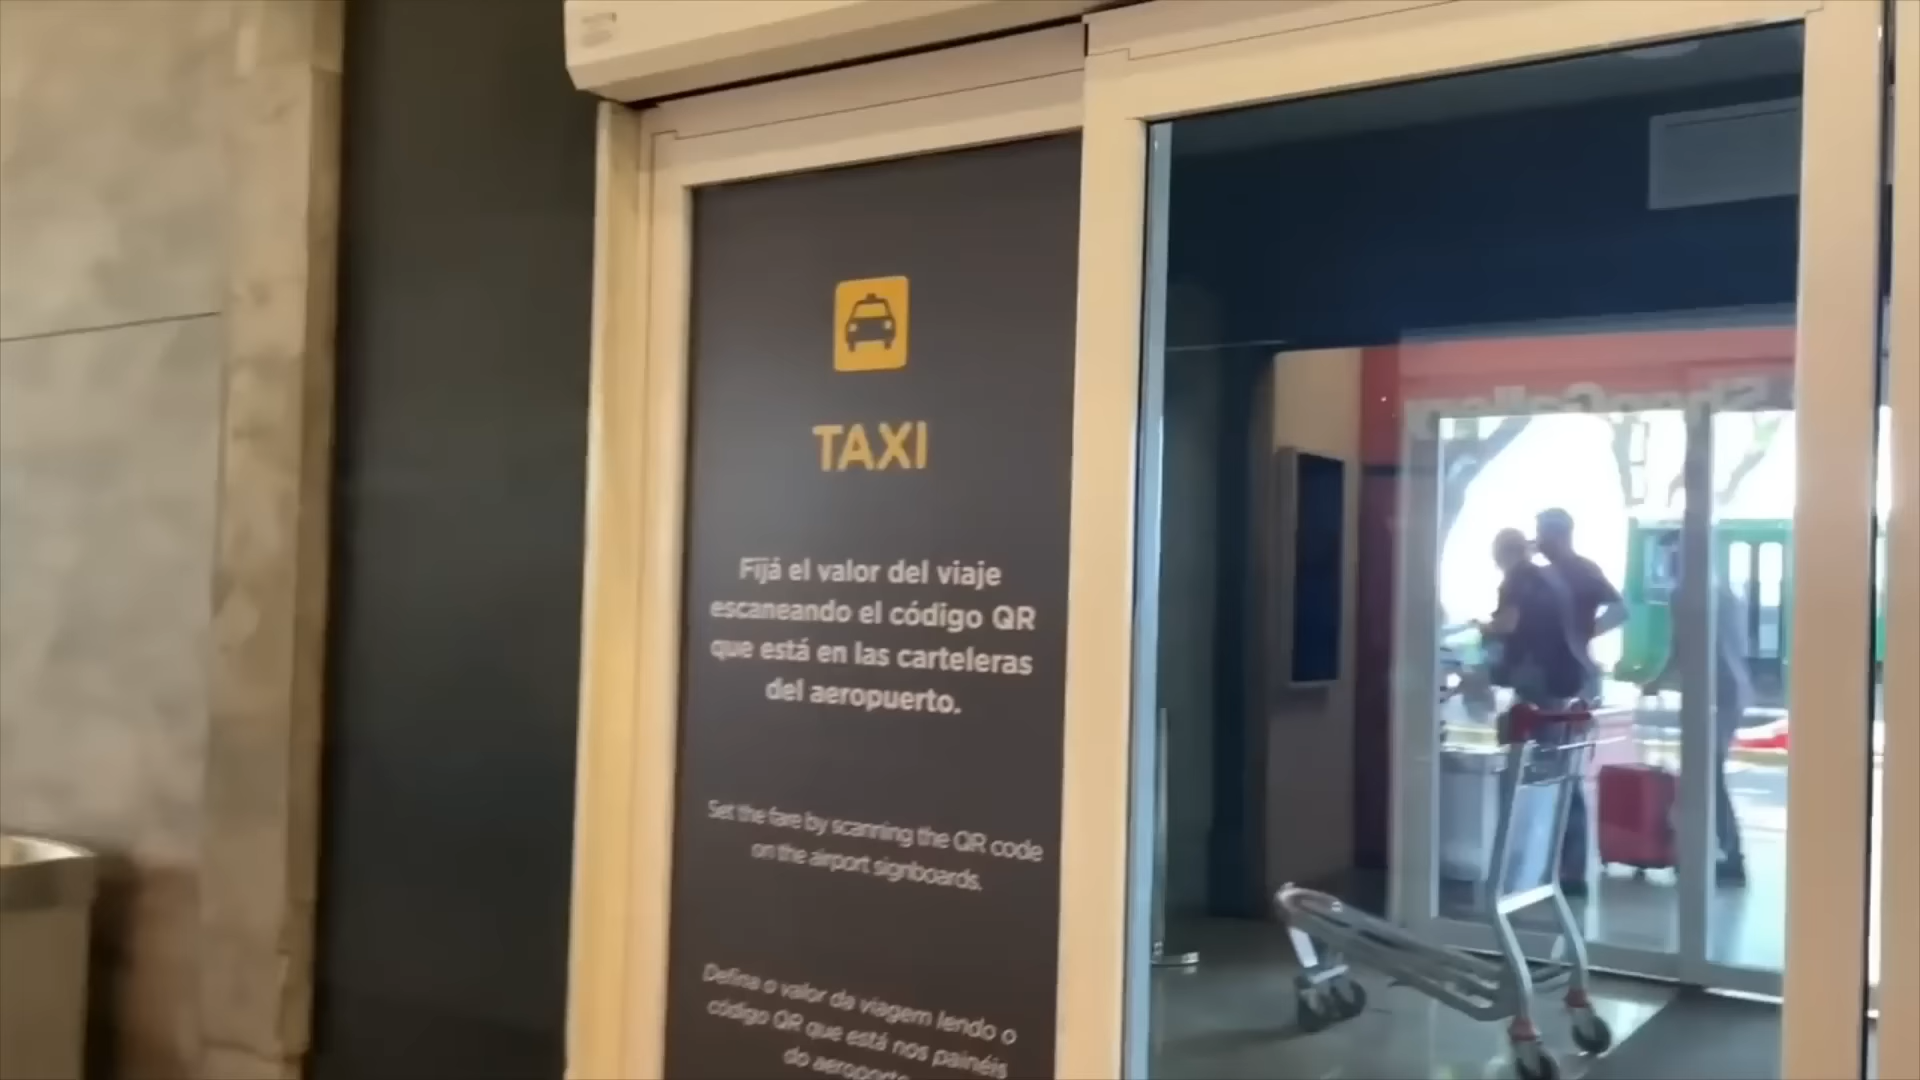 TAXI
Fijá el valor del viaje
escaneando el código QR
que está en las carteleras
del aeropuerto.
Set the fare by scanning the QR code
on the airport signboards.
Defina o valor da viagem lendo o
código QR que está nos painéis
do aeroporto